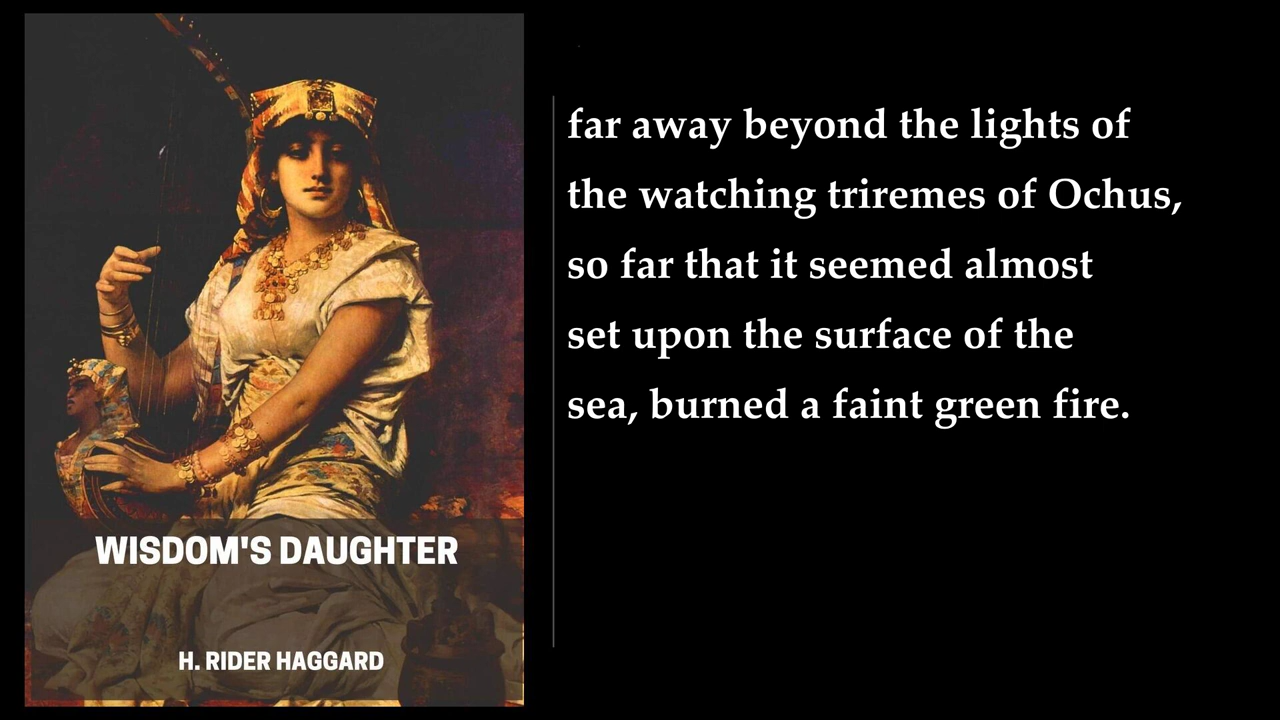 WISDOM'S DAUGHTER
H. RIDER HAGGARD
far away beyond the lights of
the watching triremes of Ochus,
so far that it seemed almost
set upon the surface of the
sea, burned a faint green fire.